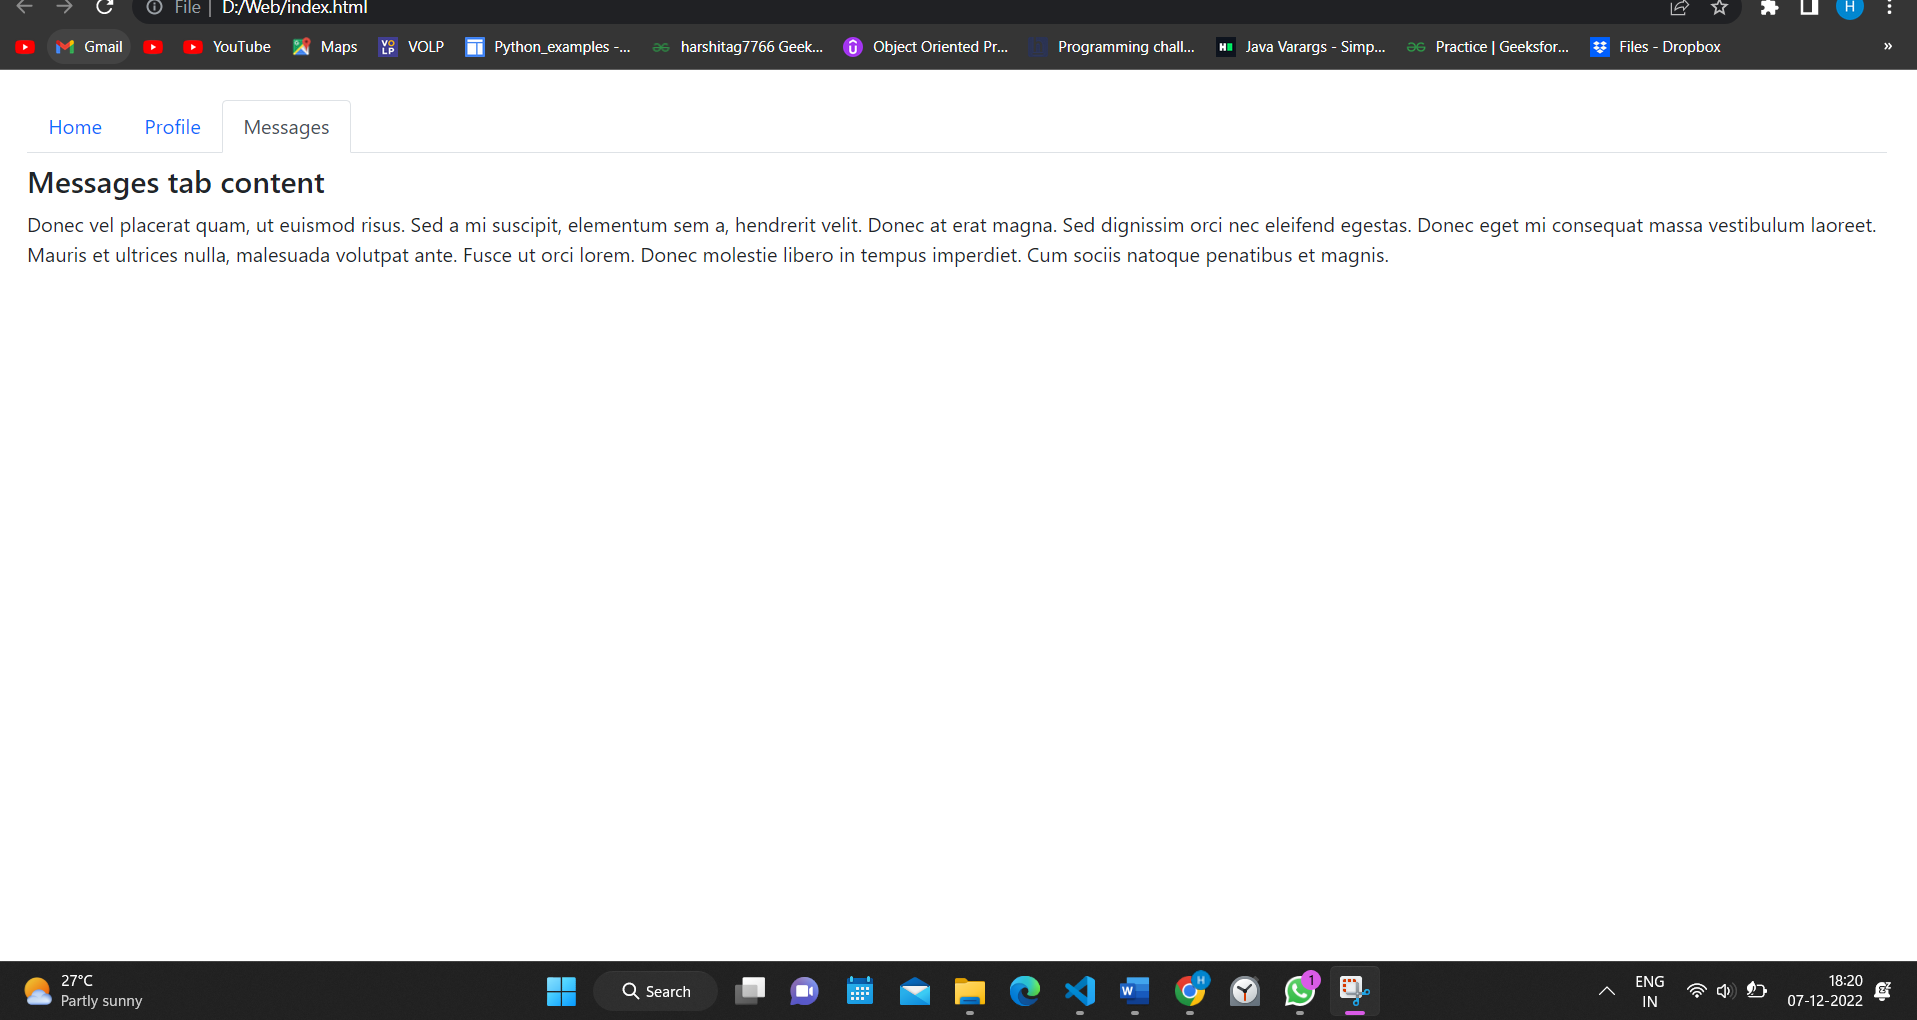 File | D:/Web/index.html
H
Gmail YouTube Maps VOLP Python_examples -... harshitag7766 Geek... Object Oriented Pr... Programming chall... Java Varargs - Simp... Practice | Geeksfor... Files - Dropbox »
Home Profile Messages
Messages tab content
Donec vel placerat quam, ut euismod risus. Sed a mi suscipit, elementum sem a, hendrerit velit. Donec at erat magna. Sed dignissim orci nec eleifend egestas. Donec eget mi consequat massa vestibulum laoreet.
Mauris et ultrices nulla, malesuada volutpat ante. Fusce ut orci lorem. Donec molestie libero in tempus imperdiet. Cum sociis natoque penatibus et magnis.
27°C
Partly sunny
Search
1
ENG
IN
18:20
07-12-2022